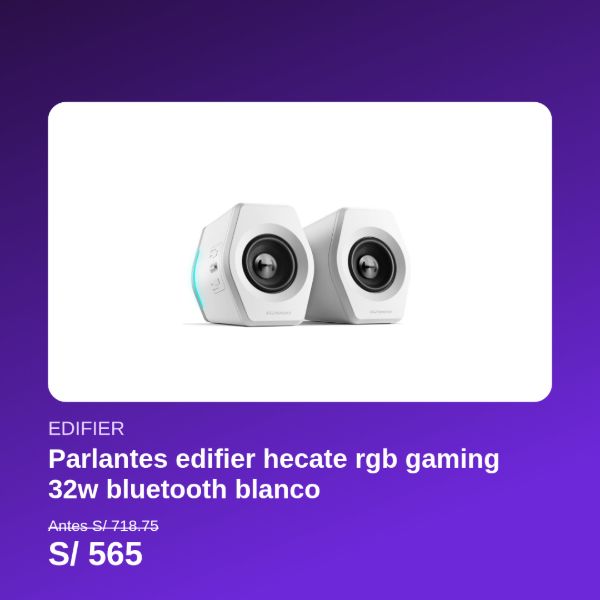 EDIFIER
Parlantes edifier hecate rgb gaming
32w bluetooth blanco
Antes S/ 718.75
S/ 565